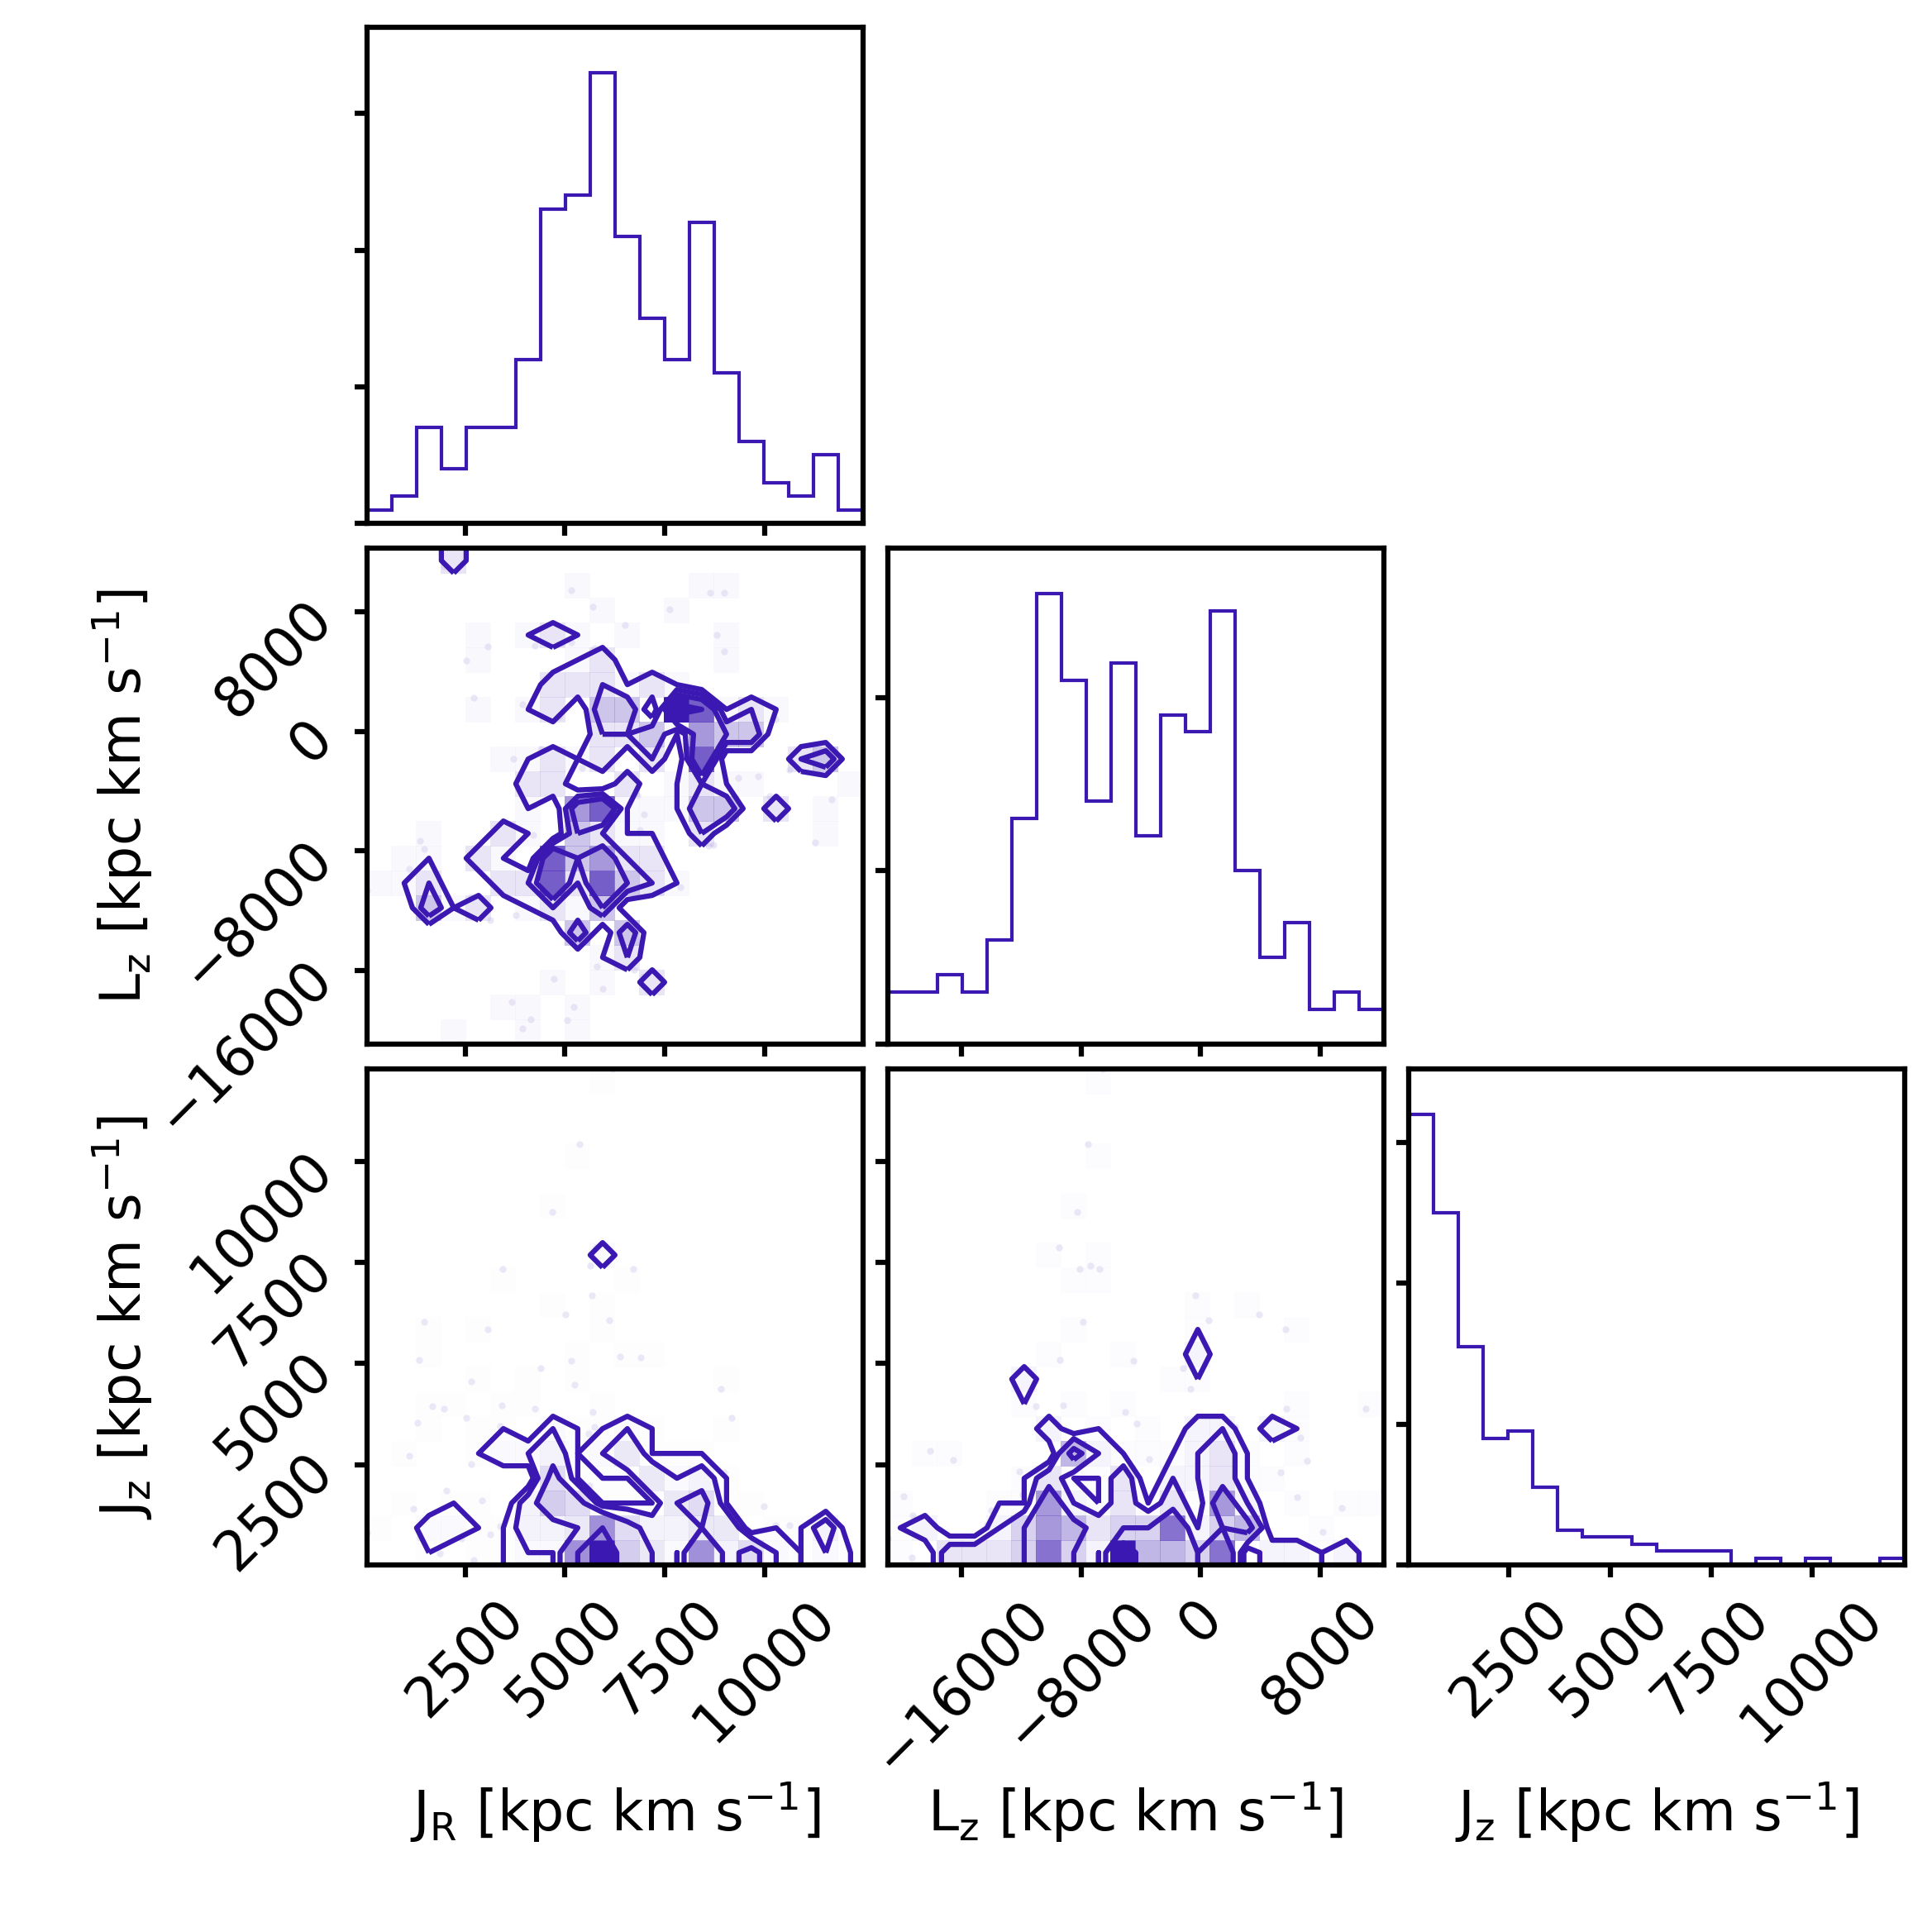 L_z [kpc km s⁻¹]
8000
0
−8000
−16000
J_z [kpc km s⁻¹]
10000
7500
5000
2500
2500 5000 7500 10000
−16000 −8000 0 8000
2500 5000 7500 10000
J_R [kpc km s⁻¹]
L_z [kpc km s⁻¹]
J_z [kpc km s⁻¹]